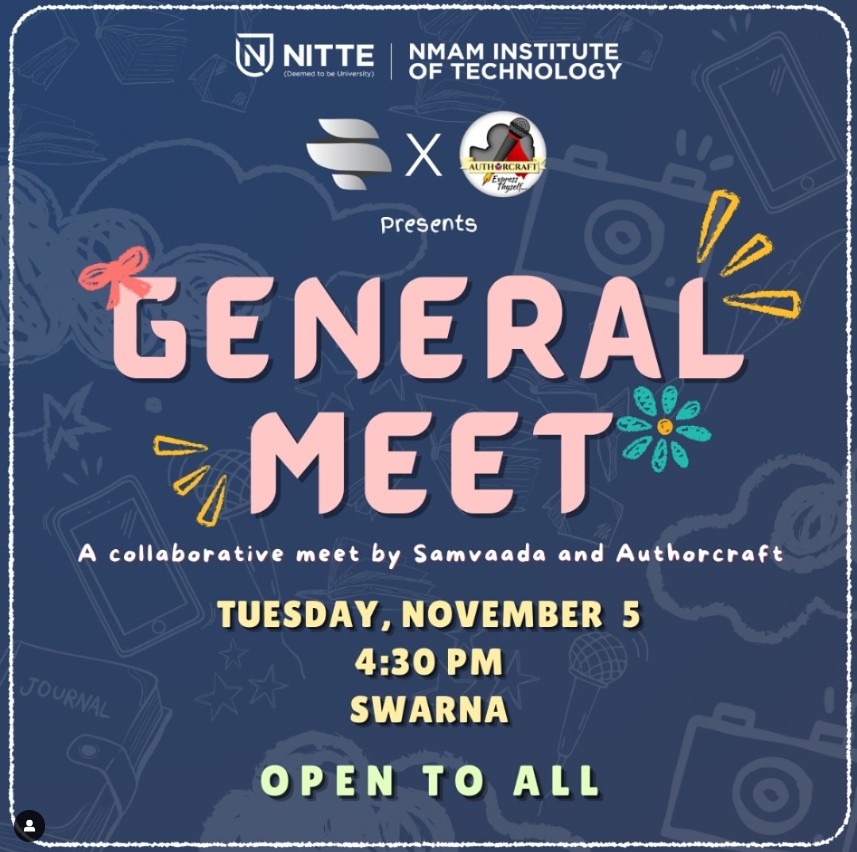 NITTE
(Deemed to be University)
NMAM INSTITUTE
OF TECHNOLOGY
X
AUTHORCRAFT
Express
Thyself...
Presents
GENERAL
MEET
A collaborative meet by Samvaada and Authorcraft
TUESDAY, NOVEMBER 5
4:30 PM
SWARNA
JOURNAL
OPEN TO ALL